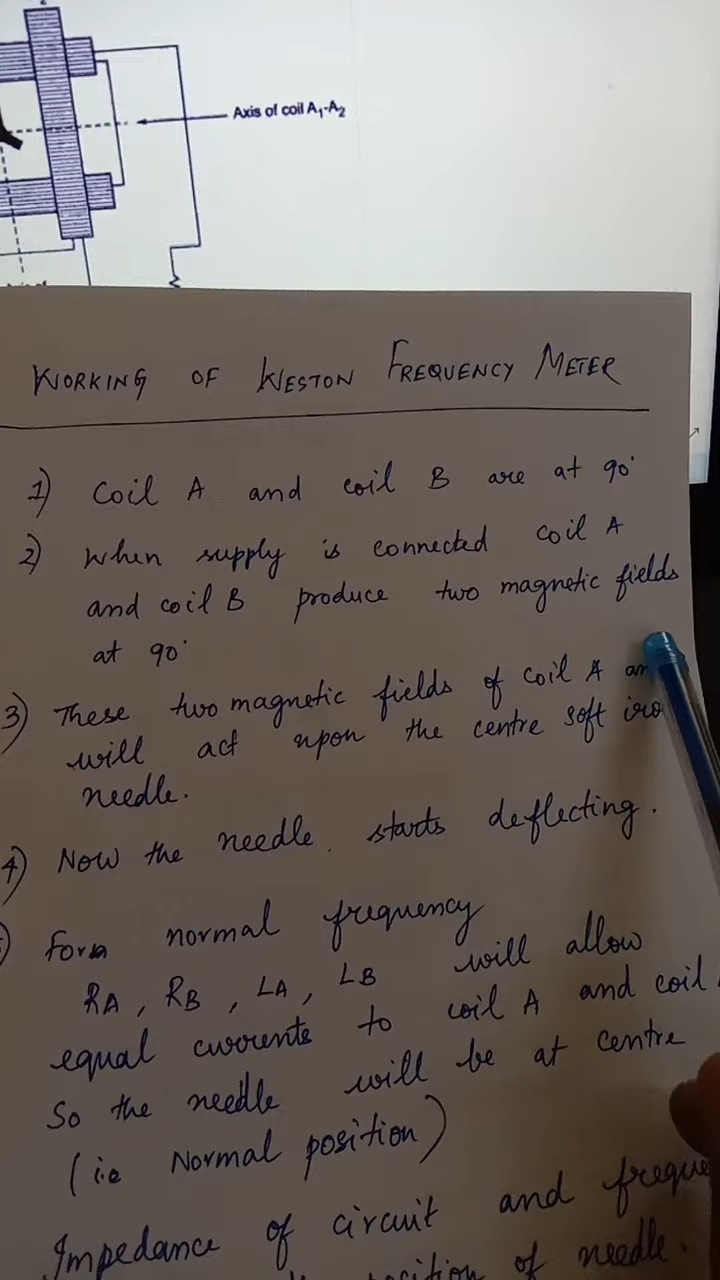 Axis of coil A₁-A₂
WORKING OF WESTON FREQUENCY METER
1) Coil A and coil B are at 90°
2) When supply is connected coil A
and coil B produce two magnetic fields
at 90°
3) These two magnetic fields of coil A
will act upon the centre soft
needle.
4) Now the needle starts deflecting.
For normal frequency
RA, RB, LA, LB will allow
equal currents to coil A and coil
So the needle will be at centre
(ie Normal position)
Impedance of circuit and
of needle.